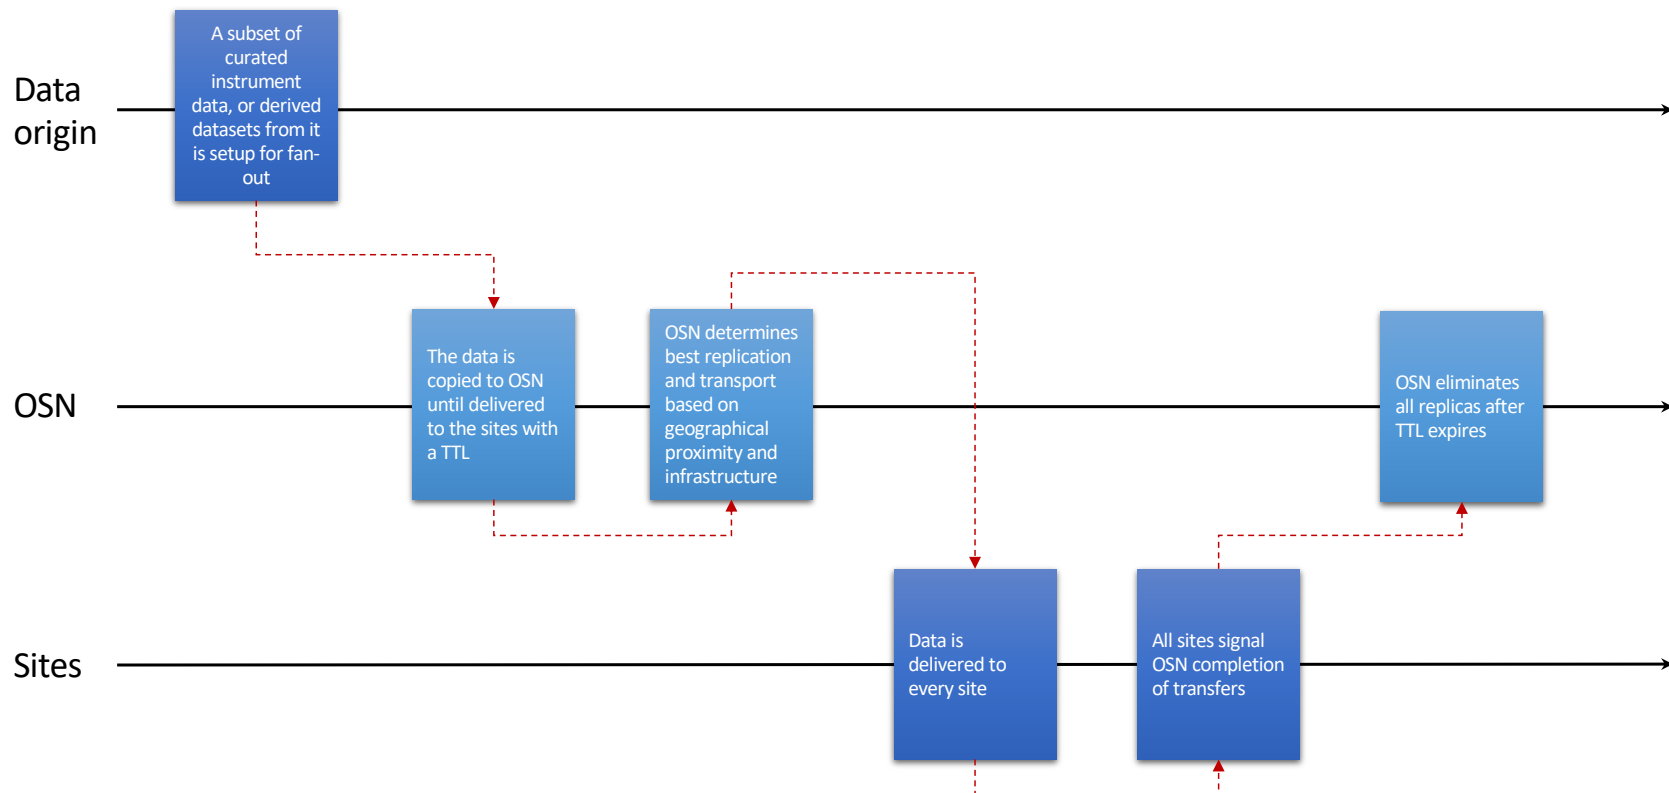 Data
origin
A subset of
curated
instrument
data, or derived
datasets from it
is setup for fan-
out
OSN
The data is
copied to OSN
until delivered
to the sites with
a TTL
OSN determines
best replication
and transport
based on
geographical
proximity and
infrastructure
OSN eliminates
all replicas after
TTL expires
Sites
Data is
delivered to
every site
All sites signal
OSN completion
of transfers